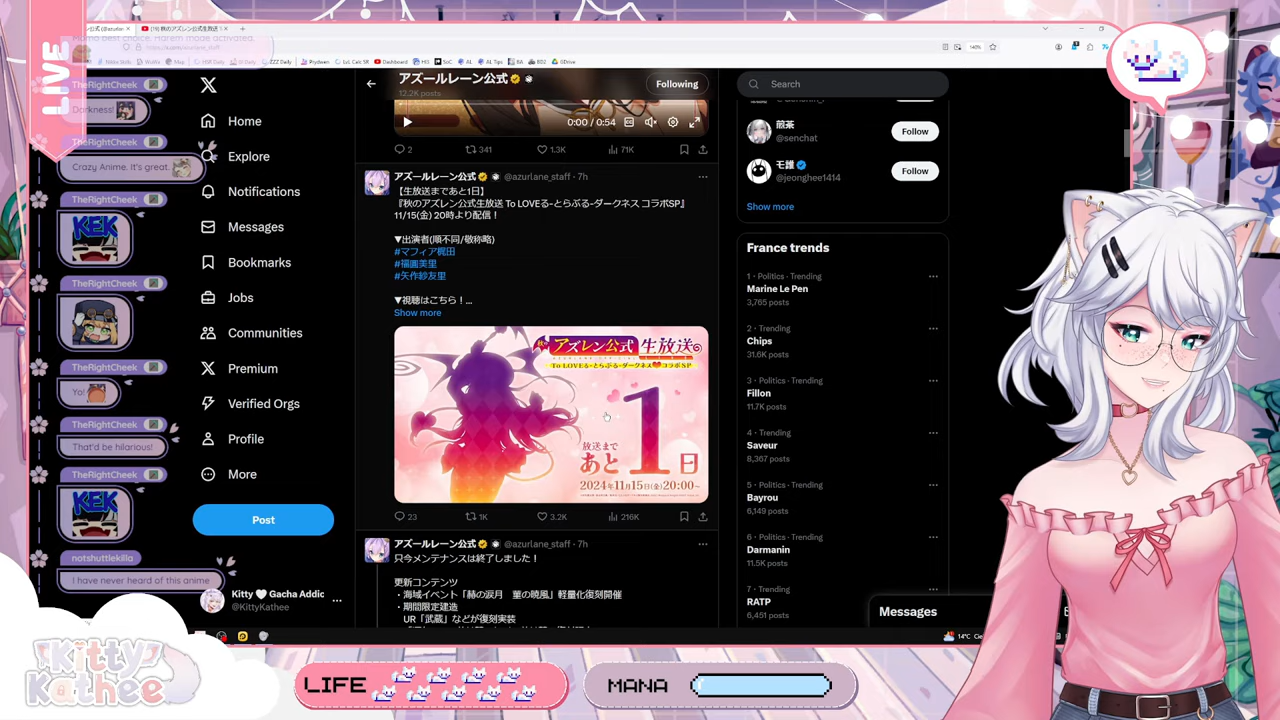 LIVE
TheRightCheek
Darkness!
TheRightCheek
Crazy Anime. It's great.
TheRightCheek
KEK
TheRightCheek
TheRightCheek
Yo!
TheRightCheek
That'd be hilarious!
TheRightCheek
KEK
notshuttlekilla
I have never heard of this anime
Home
Explore
Notifications
Messages
Bookmarks
Jobs
Communities
Premium
Verified Orgs
Profile
More
Post
Kitty 🤍 Gacha Addic
@KittyKathee
アズールレーン公式
12.2K posts
Following
0:00 / 0:54
2
341
1.3K
71K
アズールレーン公式 @azurlane_staff · 7h
【生放送まであと1日】
『秋のアズレン公式生放送 To LOVEる-とらぶる-ダークネス コラボSP』
11/15(金) 20時より配信！
▼出演者(順不同/敬称略)
#マフィア梶田
#福圓美里
#矢作紗友里
▼視聴はこちら！...
Show more
秋のアズレン公式生放送
To LOVEる-とらぶる-ダークネス コラボSP
放送まで
あと1日
2024年11月15日(金)20:00~
23
1K
3.2K
216K
アズールレーン公式 @azurlane_staff · 7h
只今メンテナンスは終了しました！
更新コンテンツ
・海域イベント「赫の涙月　菫の暁風」軽量化復刻開催
・期間限定建造
UR「武蔵」などが復刻実装
Search
煎茶
Follow
@senchat
モ誰
Follow
@jeonghee1414
Show more
France trends
1 · Politics · Trending
Marine Le Pen
3,765 posts
2 · Trending
Chips
31.6K posts
3 · Politics · Trending
Fillon
11.7K posts
4 · Trending
Saveur
8,367 posts
5 · Politics · Trending
Bayrou
6,149 posts
6 · Politics · Trending
Darmanin
11.5K posts
7 · Trending
RATP
6,451 posts
Messages
14°C
Kitty
Kathee
LIFE
MANA